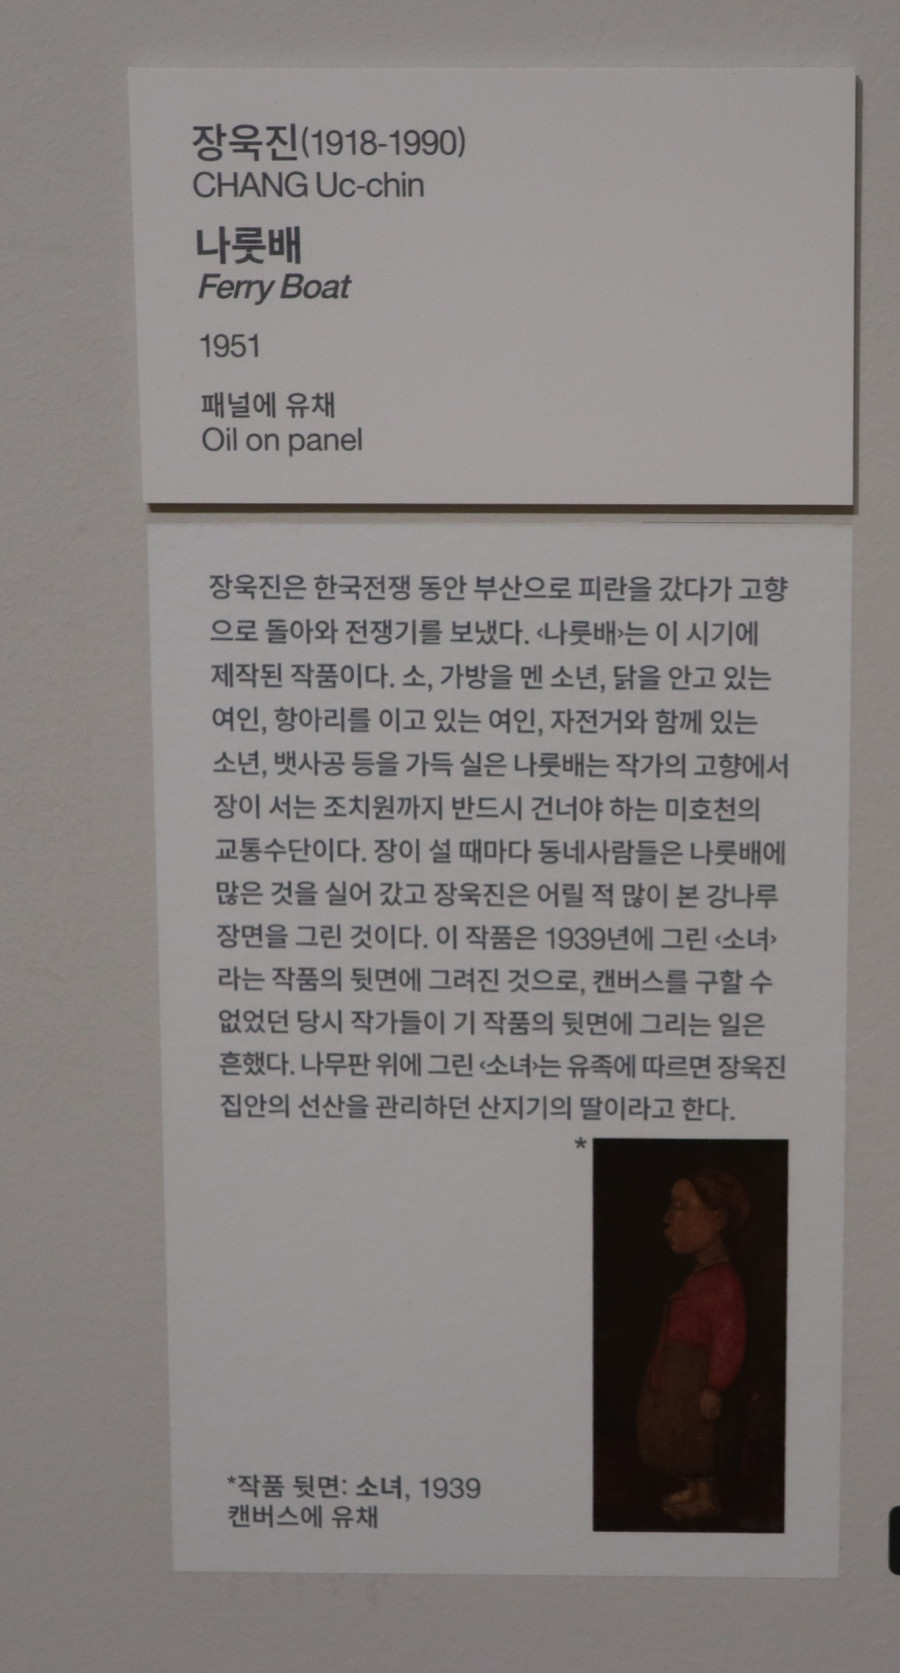 장욱진(1918-1990)
CHANG Uc-chin
나룻배
Ferry Boat
1951
패널에 유채
Oil on panel
장욱진은 한국전쟁 동안 부산으로 피란을 갔다가 고향
으로 돌아와 전쟁기를 보냈다. ‹나룻배›는 이 시기에
제작된 작품이다. 소, 가방을 멘 소년, 닭을 안고 있는
여인, 항아리를 이고 있는 여인, 자전거와 함께 있는
소년, 뱃사공 등을 가득 실은 나룻배는 작가의 고향에서
장이 서는 조치원까지 반드시 건너야 하는 미호천의
교통수단이다. 장이 설 때마다 동네사람들은 나룻배에
많은 것을 실어 갔고 장욱진은 어릴 적 많이 본 강나루
장면을 그린 것이다. 이 작품은 1939년에 그린 ‹소녀›
라는 작품의 뒷면에 그려진 것으로, 캔버스를 구할 수
없었던 당시 작가들이 기 작품의 뒷면에 그리는 일은
흔했다. 나무판 위에 그린 ‹소녀›는 유족에 따르면 장욱진
집안의 선산을 관리하던 산지기의 딸이라고 한다.
*
*작품 뒷면: 소녀, 1939
캔버스에 유채